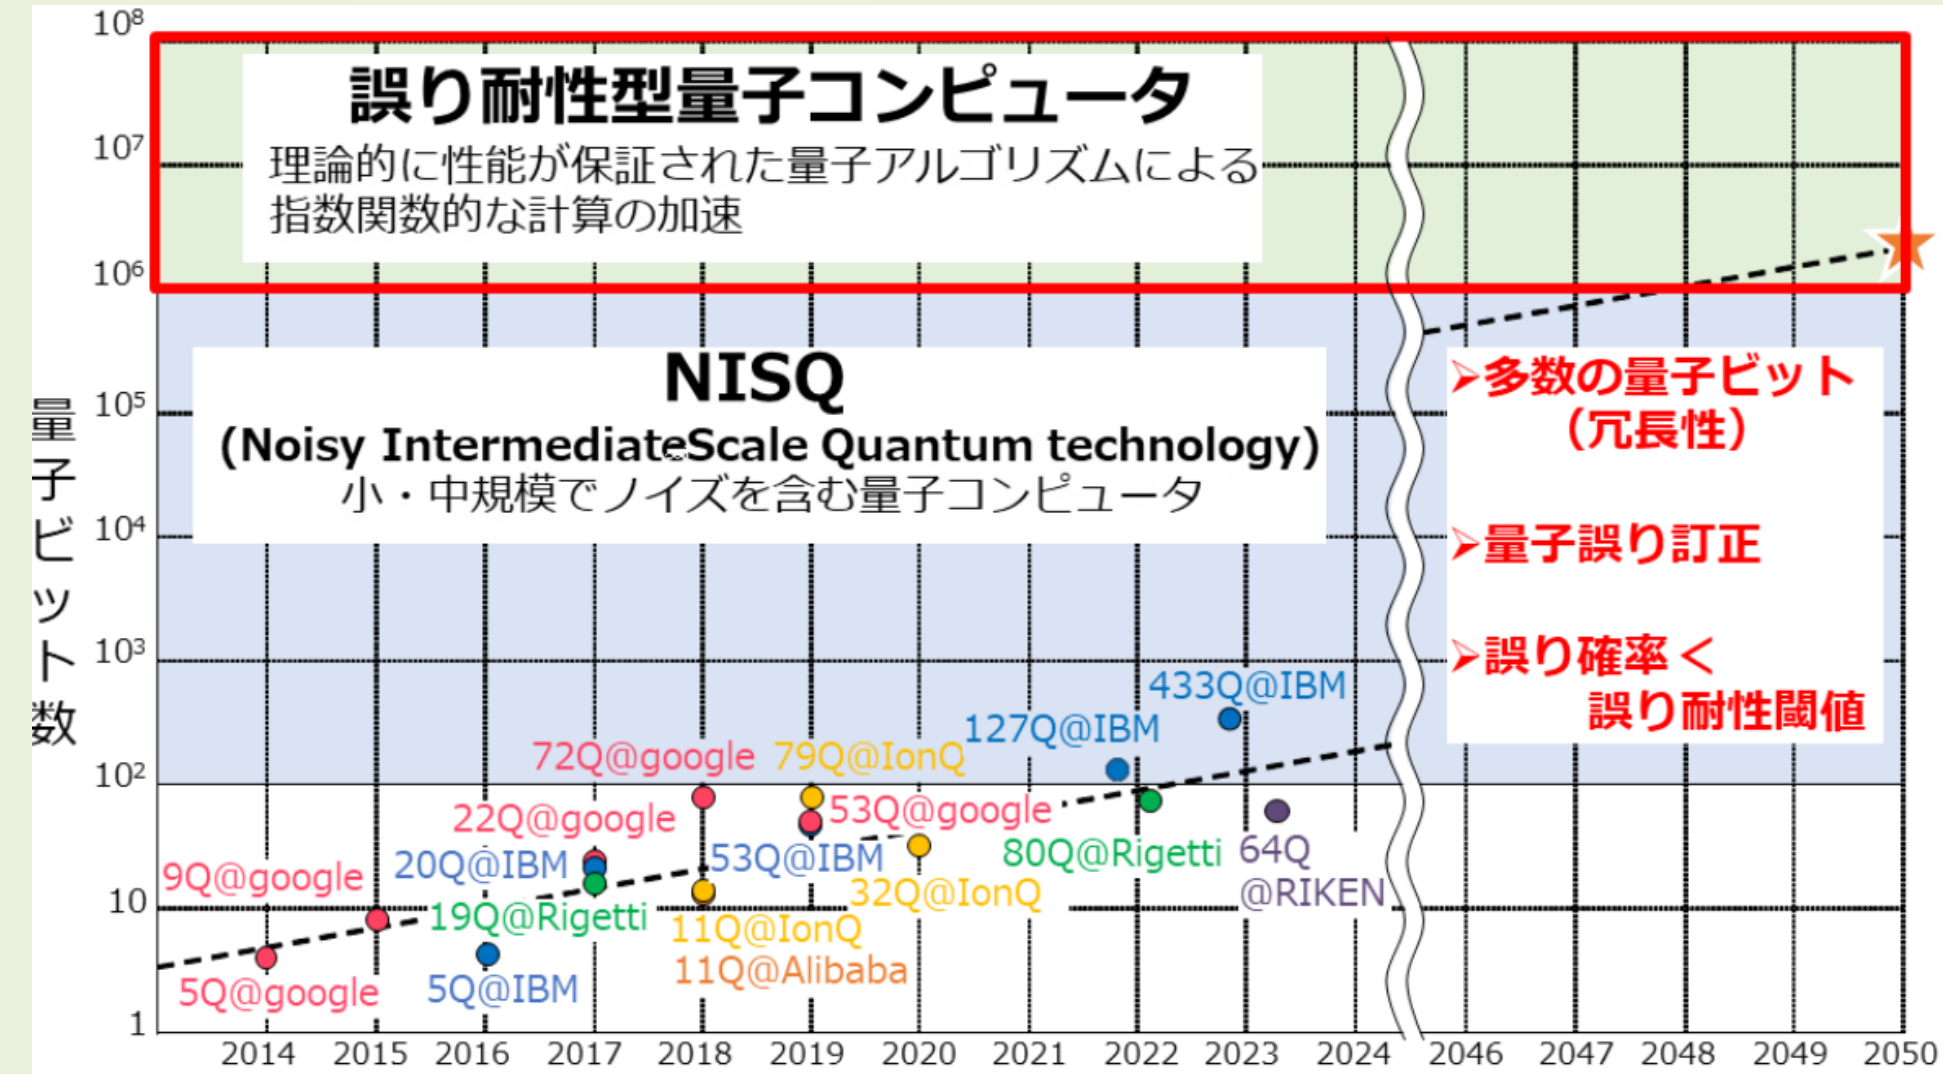 10⁸
誤り耐性型量子コンピュータ
理論的に性能が保証された量子アルゴリズムによる
指数関数的な計算の加速
10⁷
10⁶
NISQ
(Noisy IntermediateScale Quantum technology)
小・中規模でノイズを含む量子コンピュータ
➢多数の量子ビット
（冗長性）
➢量子誤り訂正
➢誤り確率＜
誤り耐性閾値
量子ビット数
10⁵
10⁴
10³
10²
10
1
433Q@IBM
127Q@IBM
72Q@google
79Q@IonQ
22Q@google
53Q@google
9Q@google
20Q@IBM
53Q@IBM
80Q@Rigetti
64Q
@RIKEN
32Q@IonQ
19Q@Rigetti
11Q@IonQ
11Q@Alibaba
5Q@google
5Q@IBM
2014 2015 2016 2017 2018 2019 2020 2021 2022 2023 2024 2046 2047 2048 2049 2050